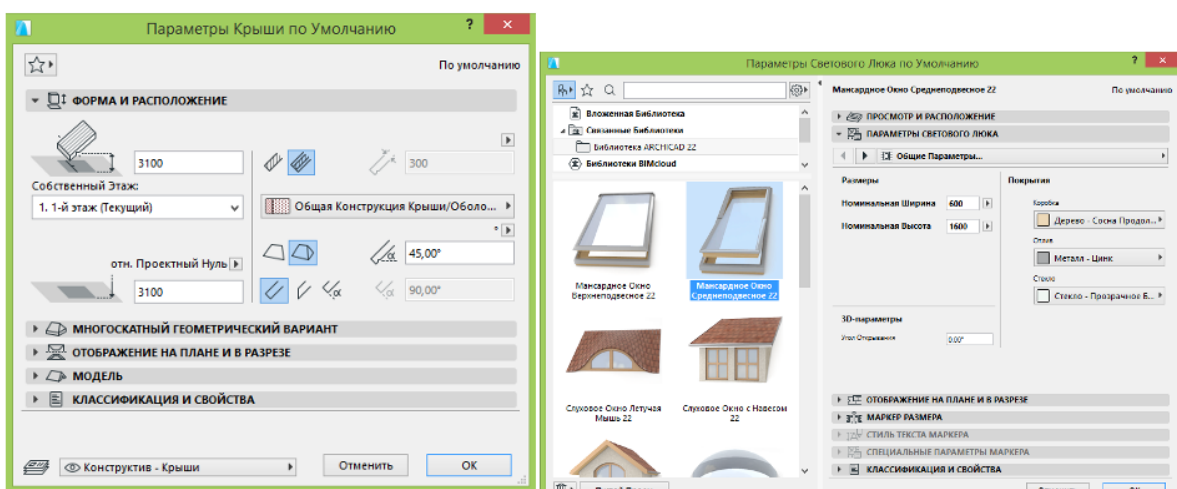 Параметры Крыши по Умолчанию
?
По умолчанию
ФОРМА И РАСПОЛОЖЕНИЕ
3100
300
Собственный Этаж:
1. 1-й этаж (Текущий)
Общая Конструкция Крыши/Оболо...
°
α
45,00°
отн. Проектный Нуль
3100
α
α
90,00°
МНОГОСКАТНЫЙ ГЕОМЕТРИЧЕСКИЙ ВАРИАНТ
ОТОБРАЖЕНИЕ НА ПЛАНЕ И В РАЗРЕЗЕ
МОДЕЛЬ
КЛАССИФИКАЦИЯ И СВОЙСТВА
Конструктив - Крыши
Отменить
ОК
Параметры Светового Люка по Умолчанию
?
Вложенная Библиотека
Связанные Библиотеки
Библиотека ARCHICAD 22
Библиотеки BIMcloud
Мансардное Окно
Верхнеподвесное 22
Мансардное Окно
Среднеподвесное 22
Слуховое Окно Летучая
Мышь 22
Слуховое Окно с Навесом
22
Мансардное Окно Среднеподвесное 22
По умолчанию
ПРОСМОТР И РАСПОЛОЖЕНИЕ
ПАРАМЕТРЫ СВЕТОВОГО ЛЮКА
Общие Параметры...
Размеры
Номинальная Ширина 600
Номинальная Высота 1600
Покрытия
Коробка
Дерево - Сосна Продол...
Отлив
Металл - Цинк
Стекло
Стекло - Прозрачное Б...
3D-параметры
Угол Открывания 0,00°
ОТОБРАЖЕНИЕ НА ПЛАНЕ И В РАЗРЕЗЕ
МАРКЕР РАЗМЕРА
СТИЛЬ ТЕКСТА МАРКЕРА
СПЕЦИАЛЬНЫЕ ПАРАМЕТРЫ МАРКЕРА
КЛАССИФИКАЦИЯ И СВОЙСТВА